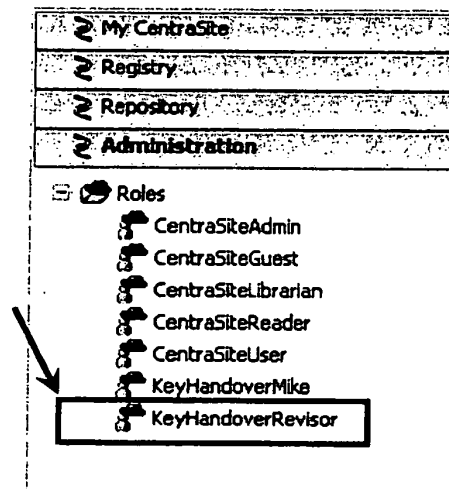 My CentraSite
Registry
Repository
Administration
Roles
CentraSiteAdmin
CentraSiteGuest
CentraSiteLibrarian
CentraSiteReader
CentraSiteUser
KeyHandoverMike
KeyHandoverRevisor